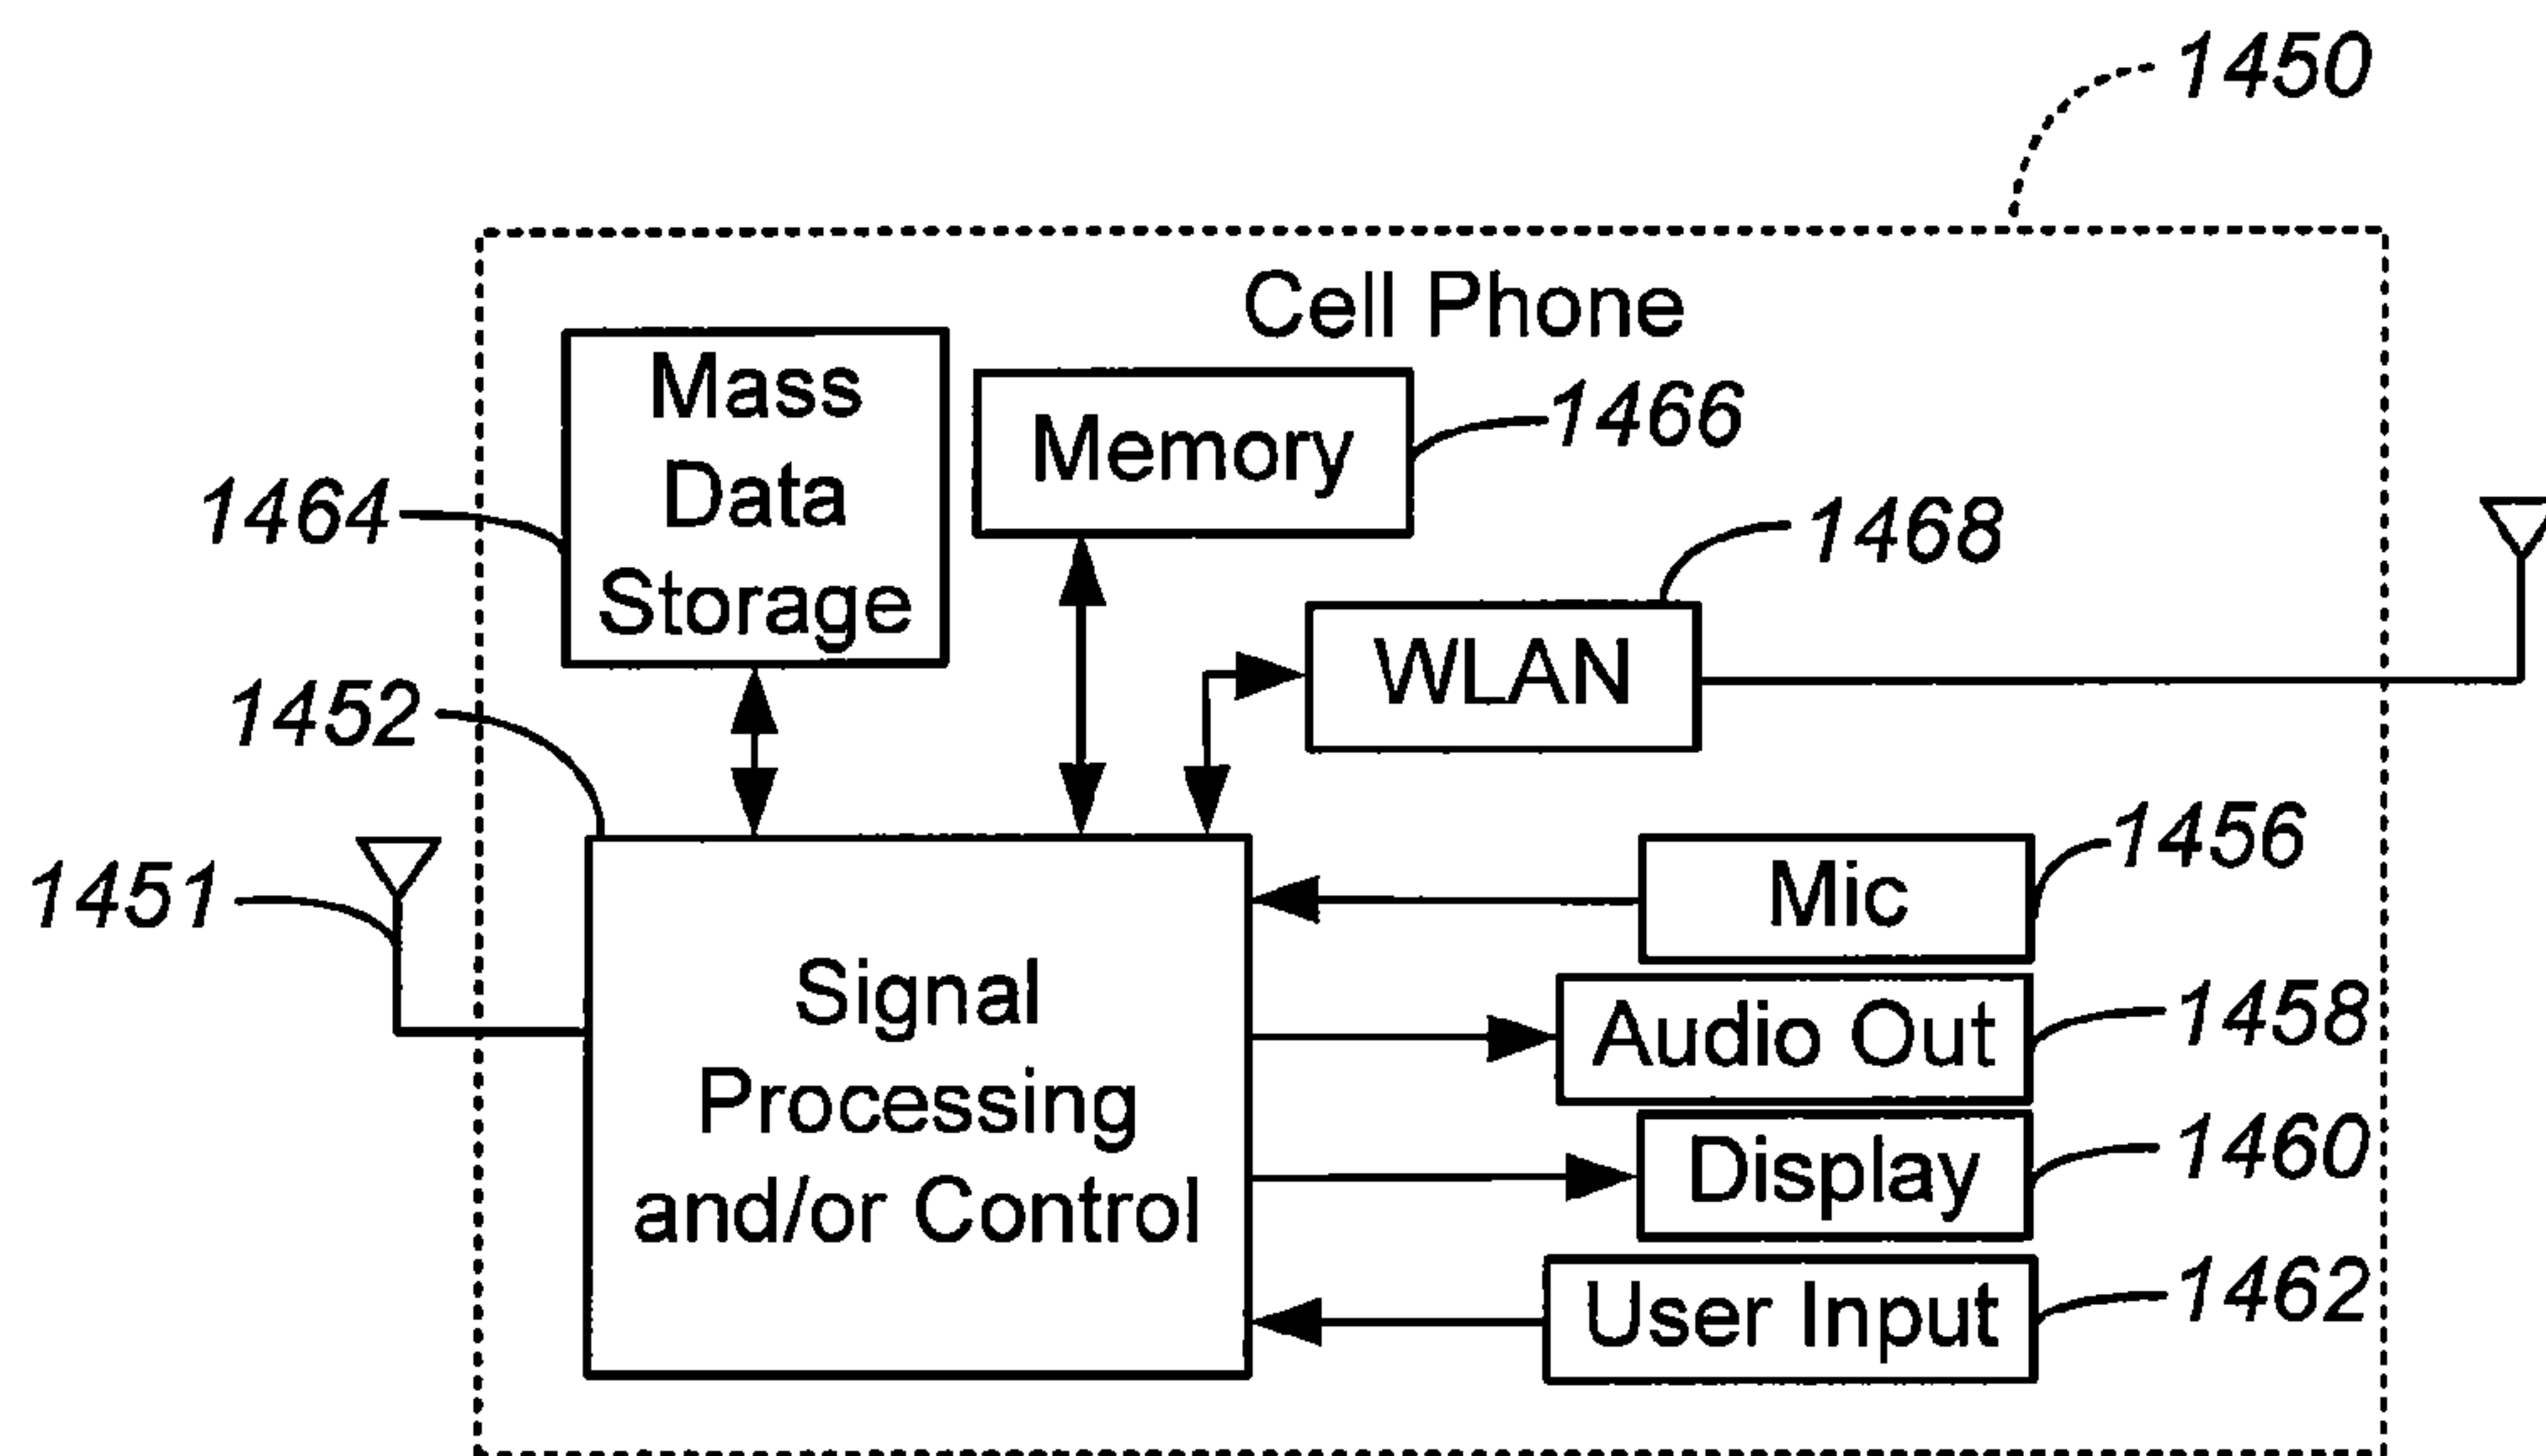 1450
Cell Phone
Mass
Data
Storage
1464
Memory
1466
WLAN
1468
1452
1451
Signal
Processing
and/or Control
Mic
1456
Audio Out
1458
Display
1460
User Input
1462